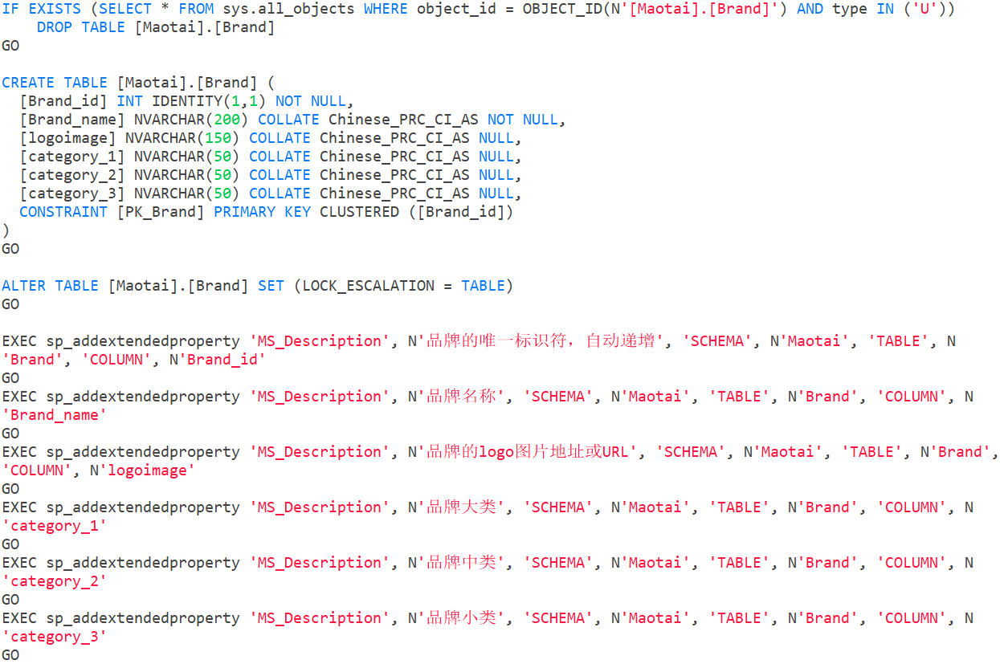 IF EXISTS (SELECT * FROM sys.all_objects WHERE object_id = OBJECT_ID(N'[Maotai].[Brand]') AND type IN ('U'))
    DROP TABLE [Maotai].[Brand]
GO

CREATE TABLE [Maotai].[Brand] (
  [Brand_id] INT IDENTITY(1,1) NOT NULL,
  [Brand_name] NVARCHAR(200) COLLATE Chinese_PRC_CI_AS NOT NULL,
  [logoimage] NVARCHAR(150) COLLATE Chinese_PRC_CI_AS NULL,
  [category_1] NVARCHAR(50) COLLATE Chinese_PRC_CI_AS NULL,
  [category_2] NVARCHAR(50) COLLATE Chinese_PRC_CI_AS NULL,
  [category_3] NVARCHAR(50) COLLATE Chinese_PRC_CI_AS NULL,
  CONSTRAINT [PK_Brand] PRIMARY KEY CLUSTERED ([Brand_id])
)
GO

ALTER TABLE [Maotai].[Brand] SET (LOCK_ESCALATION = TABLE)
GO

EXEC sp_addextendedproperty 'MS_Description', N'品牌的唯一标识符，自动递增', 'SCHEMA', N'Maotai', 'TABLE', N
'Brand', 'COLUMN', N'Brand_id'
GO
EXEC sp_addextendedproperty 'MS_Description', N'品牌名称', 'SCHEMA', N'Maotai', 'TABLE', N'Brand', 'COLUMN', N
'Brand_name'
GO
EXEC sp_addextendedproperty 'MS_Description', N'品牌的logo图片地址或URL', 'SCHEMA', N'Maotai', 'TABLE', N'Brand',
'COLUMN', N'logoimage'
GO
EXEC sp_addextendedproperty 'MS_Description', N'品牌大类', 'SCHEMA', N'Maotai', 'TABLE', N'Brand', 'COLUMN', N
'category_1'
GO
EXEC sp_addextendedproperty 'MS_Description', N'品牌中类', 'SCHEMA', N'Maotai', 'TABLE', N'Brand', 'COLUMN', N
'category_2'
GO
EXEC sp_addextendedproperty 'MS_Description', N'品牌小类', 'SCHEMA', N'Maotai', 'TABLE', N'Brand', 'COLUMN', N
'category_3'
GO